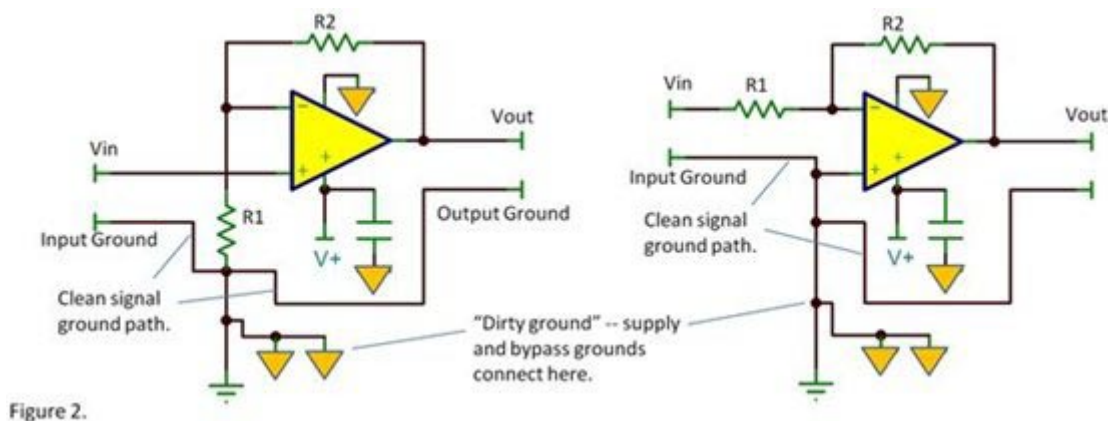 R2
Vin
Vout
R1
Input Ground
Output Ground
V+
Clean signal
ground path.
R2
Vin
R1
Vout
Input Ground
Clean signal
ground path.
V+
"Dirty ground" -- supply
and bypass grounds
connect here.
Figure 2.